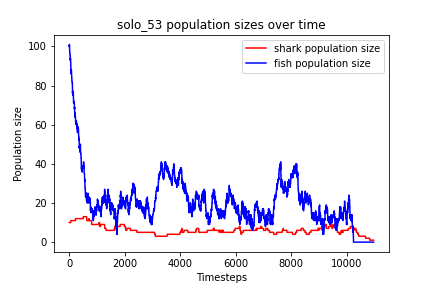 solo_53 population sizes over time
shark population size
fish population size
100
80
60
40
20
0
Population size
0 2000 4000 6000 8000 10000
Timesteps